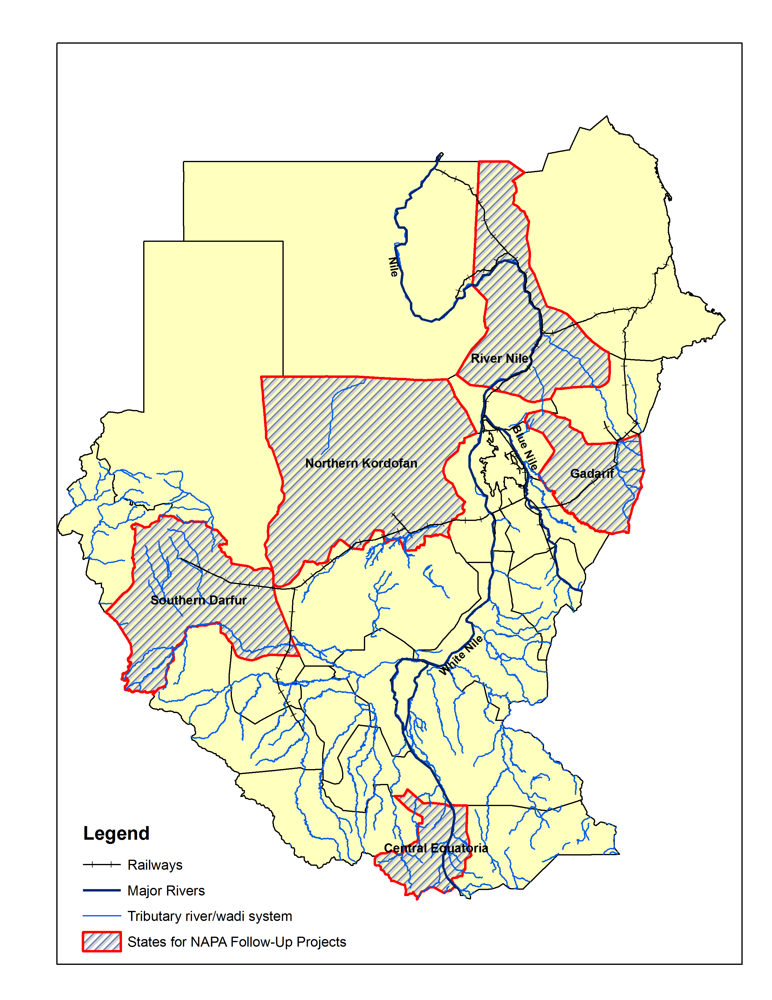 Nile
River Nile
Blue Nile
Northern Kordofan
Gadarif
Southern Darfur
White Nile
Central Equatoria
Legend
Railways
Major Rivers
Tributary river/wadi system
States for NAPA Follow-Up Projects